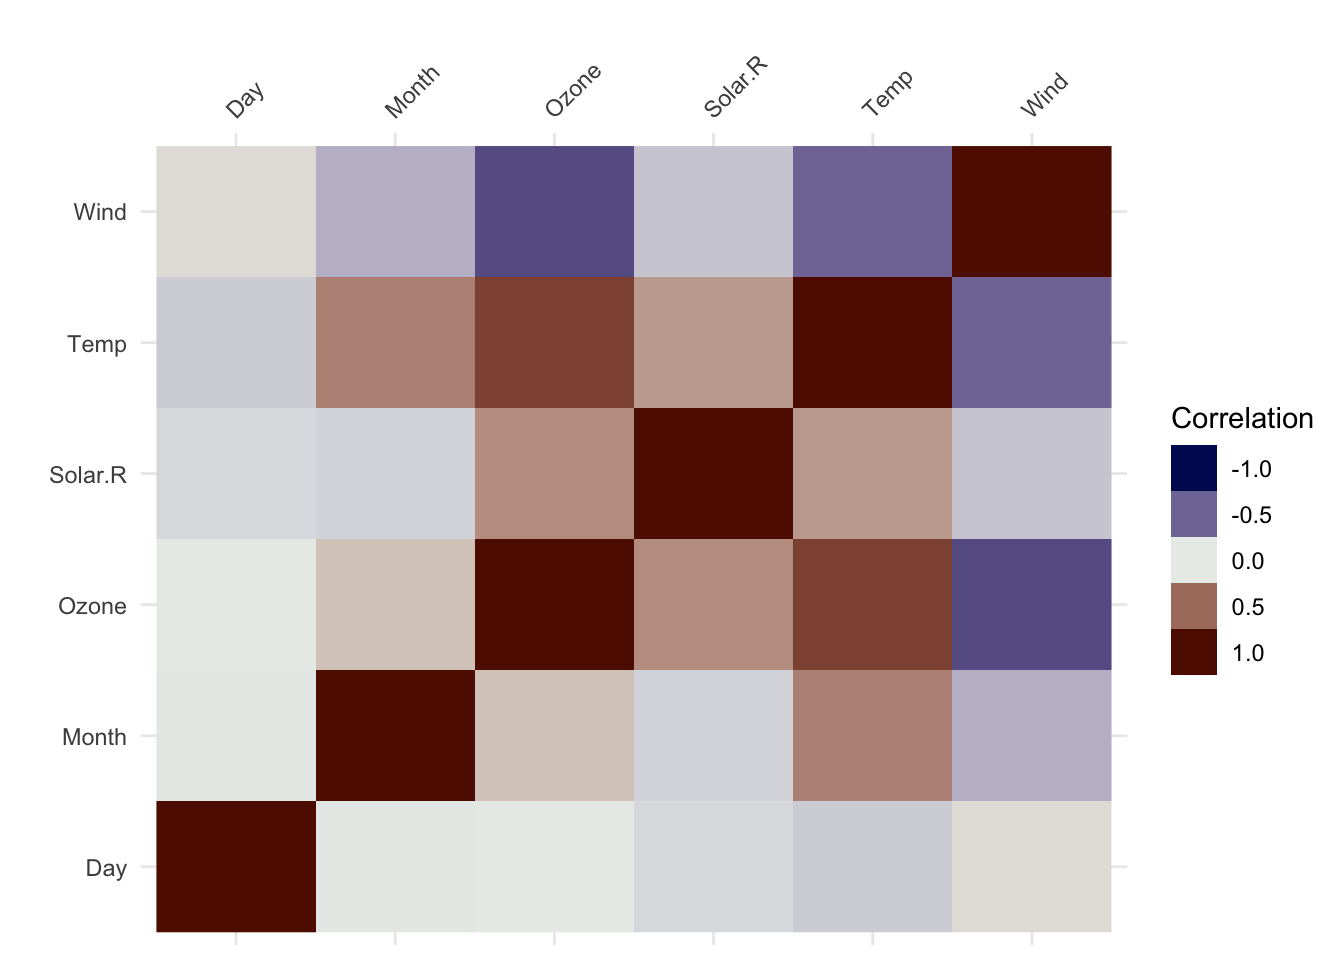 Day
Month
Ozone
Solar.R
Temp
Wind
Wind
Temp
Solar.R
Ozone
Month
Day
Correlation
-1.0
-0.5
0.0
0.5
1.0